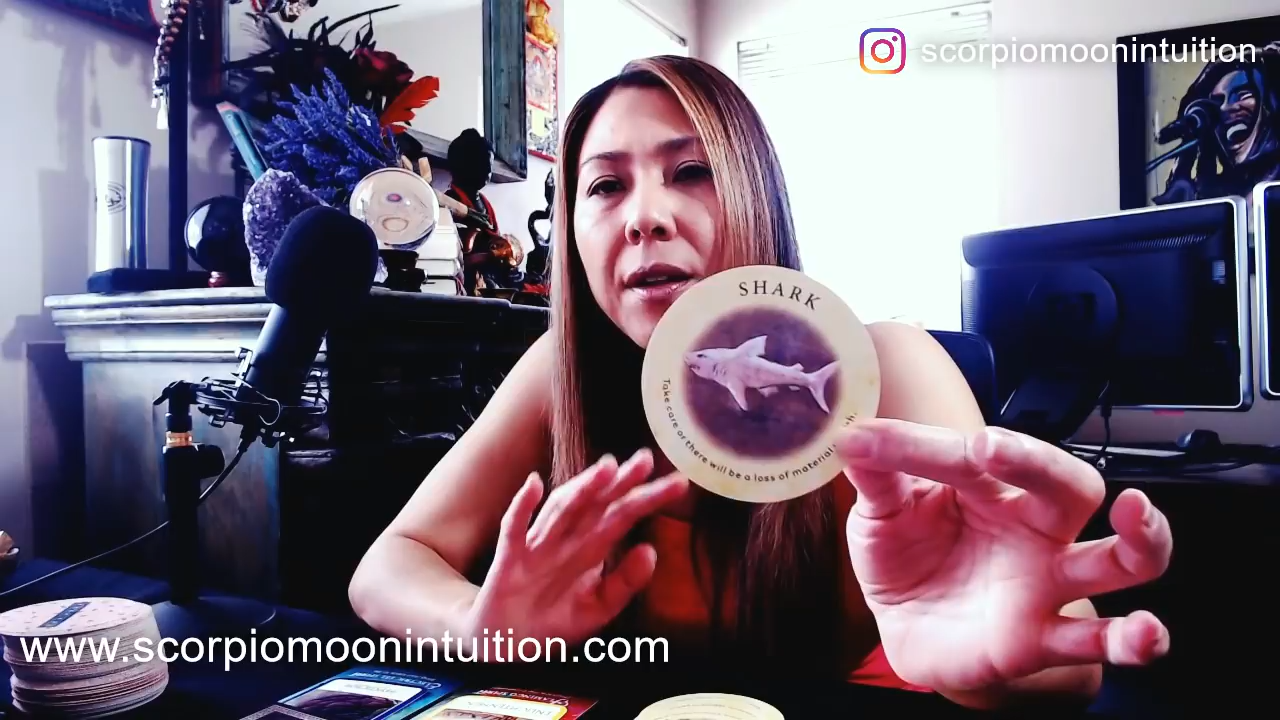 scorpiomoonintuition
SHARK
Take care or there will be a loss of material
www.scorpiomoonintuition.com